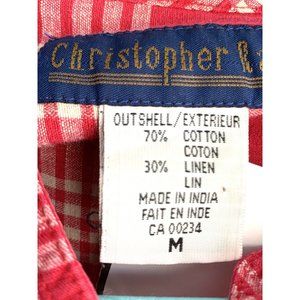 Christopher
OUTSHELL/EXTERIEUR
70% COTTON
COTON
30% LINEN
LIN
MADE IN INDIA
FAIT EN INDE
CA 00234
M